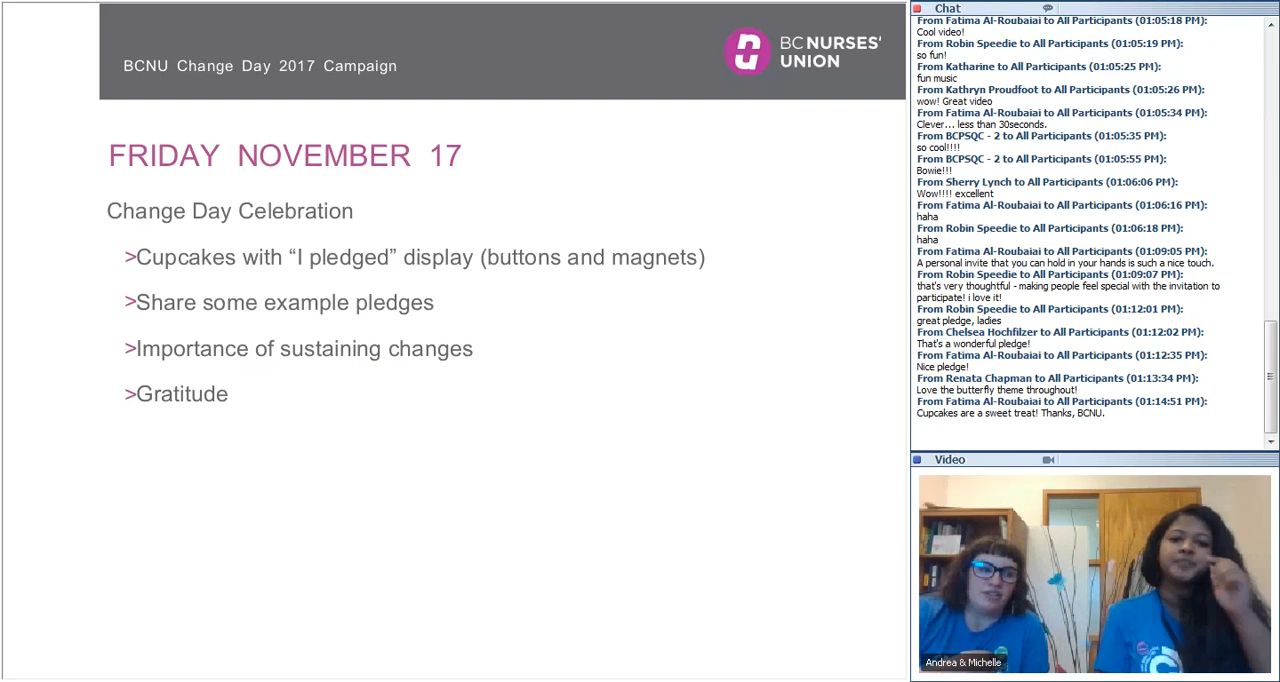 BCNU Change Day 2017 Campaign
BC NURSES'
UNION
FRIDAY NOVEMBER 17
Change Day Celebration
>Cupcakes with “I pledged” display (buttons and magnets)
>Share some example pledges
>Importance of sustaining changes
>Gratitude
Chat
From Fatima Al-Roubaiai to All Participants (01:05:18 PM):
Cool video!
From Robin Speedie to All Participants (01:05:19 PM):
so fun!
From Katharine to All Participants (01:05:25 PM):
fun music
From Kathryn Proudfoot to All Participants (01:05:26 PM):
wow! Great video
From Fatima Al-Roubaiai to All Participants (01:05:34 PM):
Clever... less than 30seconds.
From BCPSQC - 2 to All Participants (01:05:35 PM):
so cool!!!!
From BCPSQC - 2 to All Participants (01:05:55 PM):
Bowie!!!
From Sherry Lynch to All Participants (01:06:06 PM):
Wow!!!! excellent
From Fatima Al-Roubaiai to All Participants (01:06:16 PM):
haha
From Robin Speedie to All Participants (01:06:18 PM):
haha
From Fatima Al-Roubaiai to All Participants (01:09:05 PM):
A personal invite that you can hold in your hands is such a nice touch.
From Robin Speedie to All Participants (01:09:07 PM):
that's very thoughtful - making people feel special with the invitation to
participate! i love it!
From Robin Speedie to All Participants (01:12:01 PM):
great pledge, ladies
From Chelsea Hochfilzer to All Participants (01:12:02 PM):
That's a wonderful pledge!
From Fatima Al-Roubaiai to All Participants (01:12:35 PM):
Nice pledge!
From Renata Chapman to All Participants (01:13:34 PM):
Love the butterfly theme throughout!
From Fatima Al-Roubaiai to All Participants (01:14:51 PM):
Cupcakes are a sweet treat! Thanks, BCNU.
Video
Andrea & Michelle